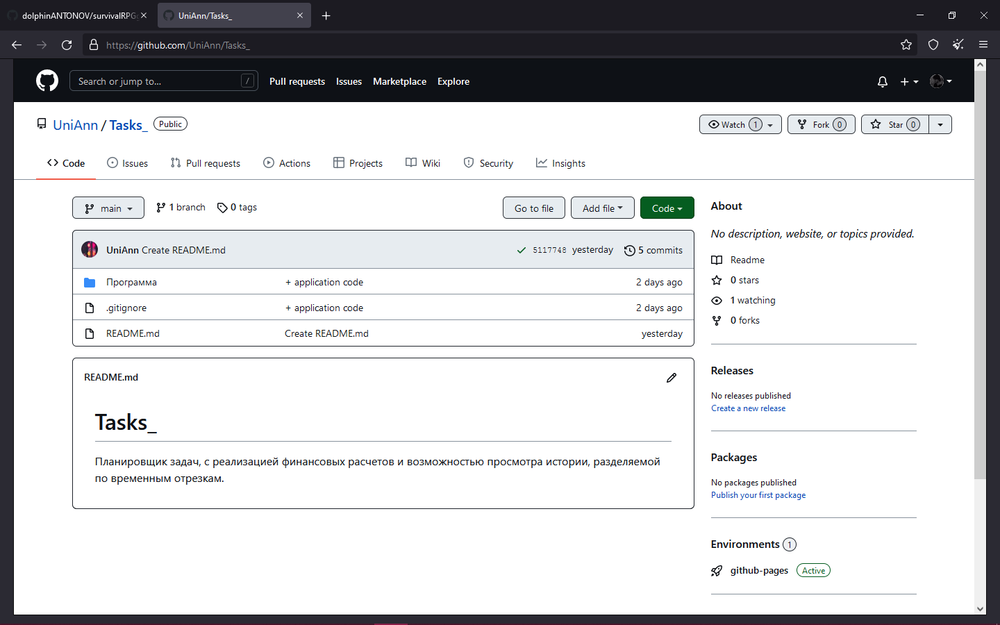 dolphinANTONOV/survivalRPG
UniAnn/Tasks_
https://github.com/UniAnn/Tasks_
Search or jump to... /
Pull requests Issues Marketplace Explore
UniAnn / Tasks_ Public
Watch 1 Fork 0 Star 0
Code Issues Pull requests Actions Projects Wiki Security Insights
main 1 branch 0 tags Go to file Add file Code
UniAnn Create README.md 5117748 yesterday 5 commits
Программа + application code 2 days ago
.gitignore + application code 2 days ago
README.md Create README.md yesterday
README.md
Tasks_
Планировщик задач, с реализацией финансовых расчетов и возможностью просмотра истории, разделяемой
по временным отрезкам.
About
No description, website, or topics provided.
Readme
0 stars
1 watching
0 forks
Releases
No releases published
Create a new release
Packages
No packages published
Publish your first package
Environments 1
github-pages Active